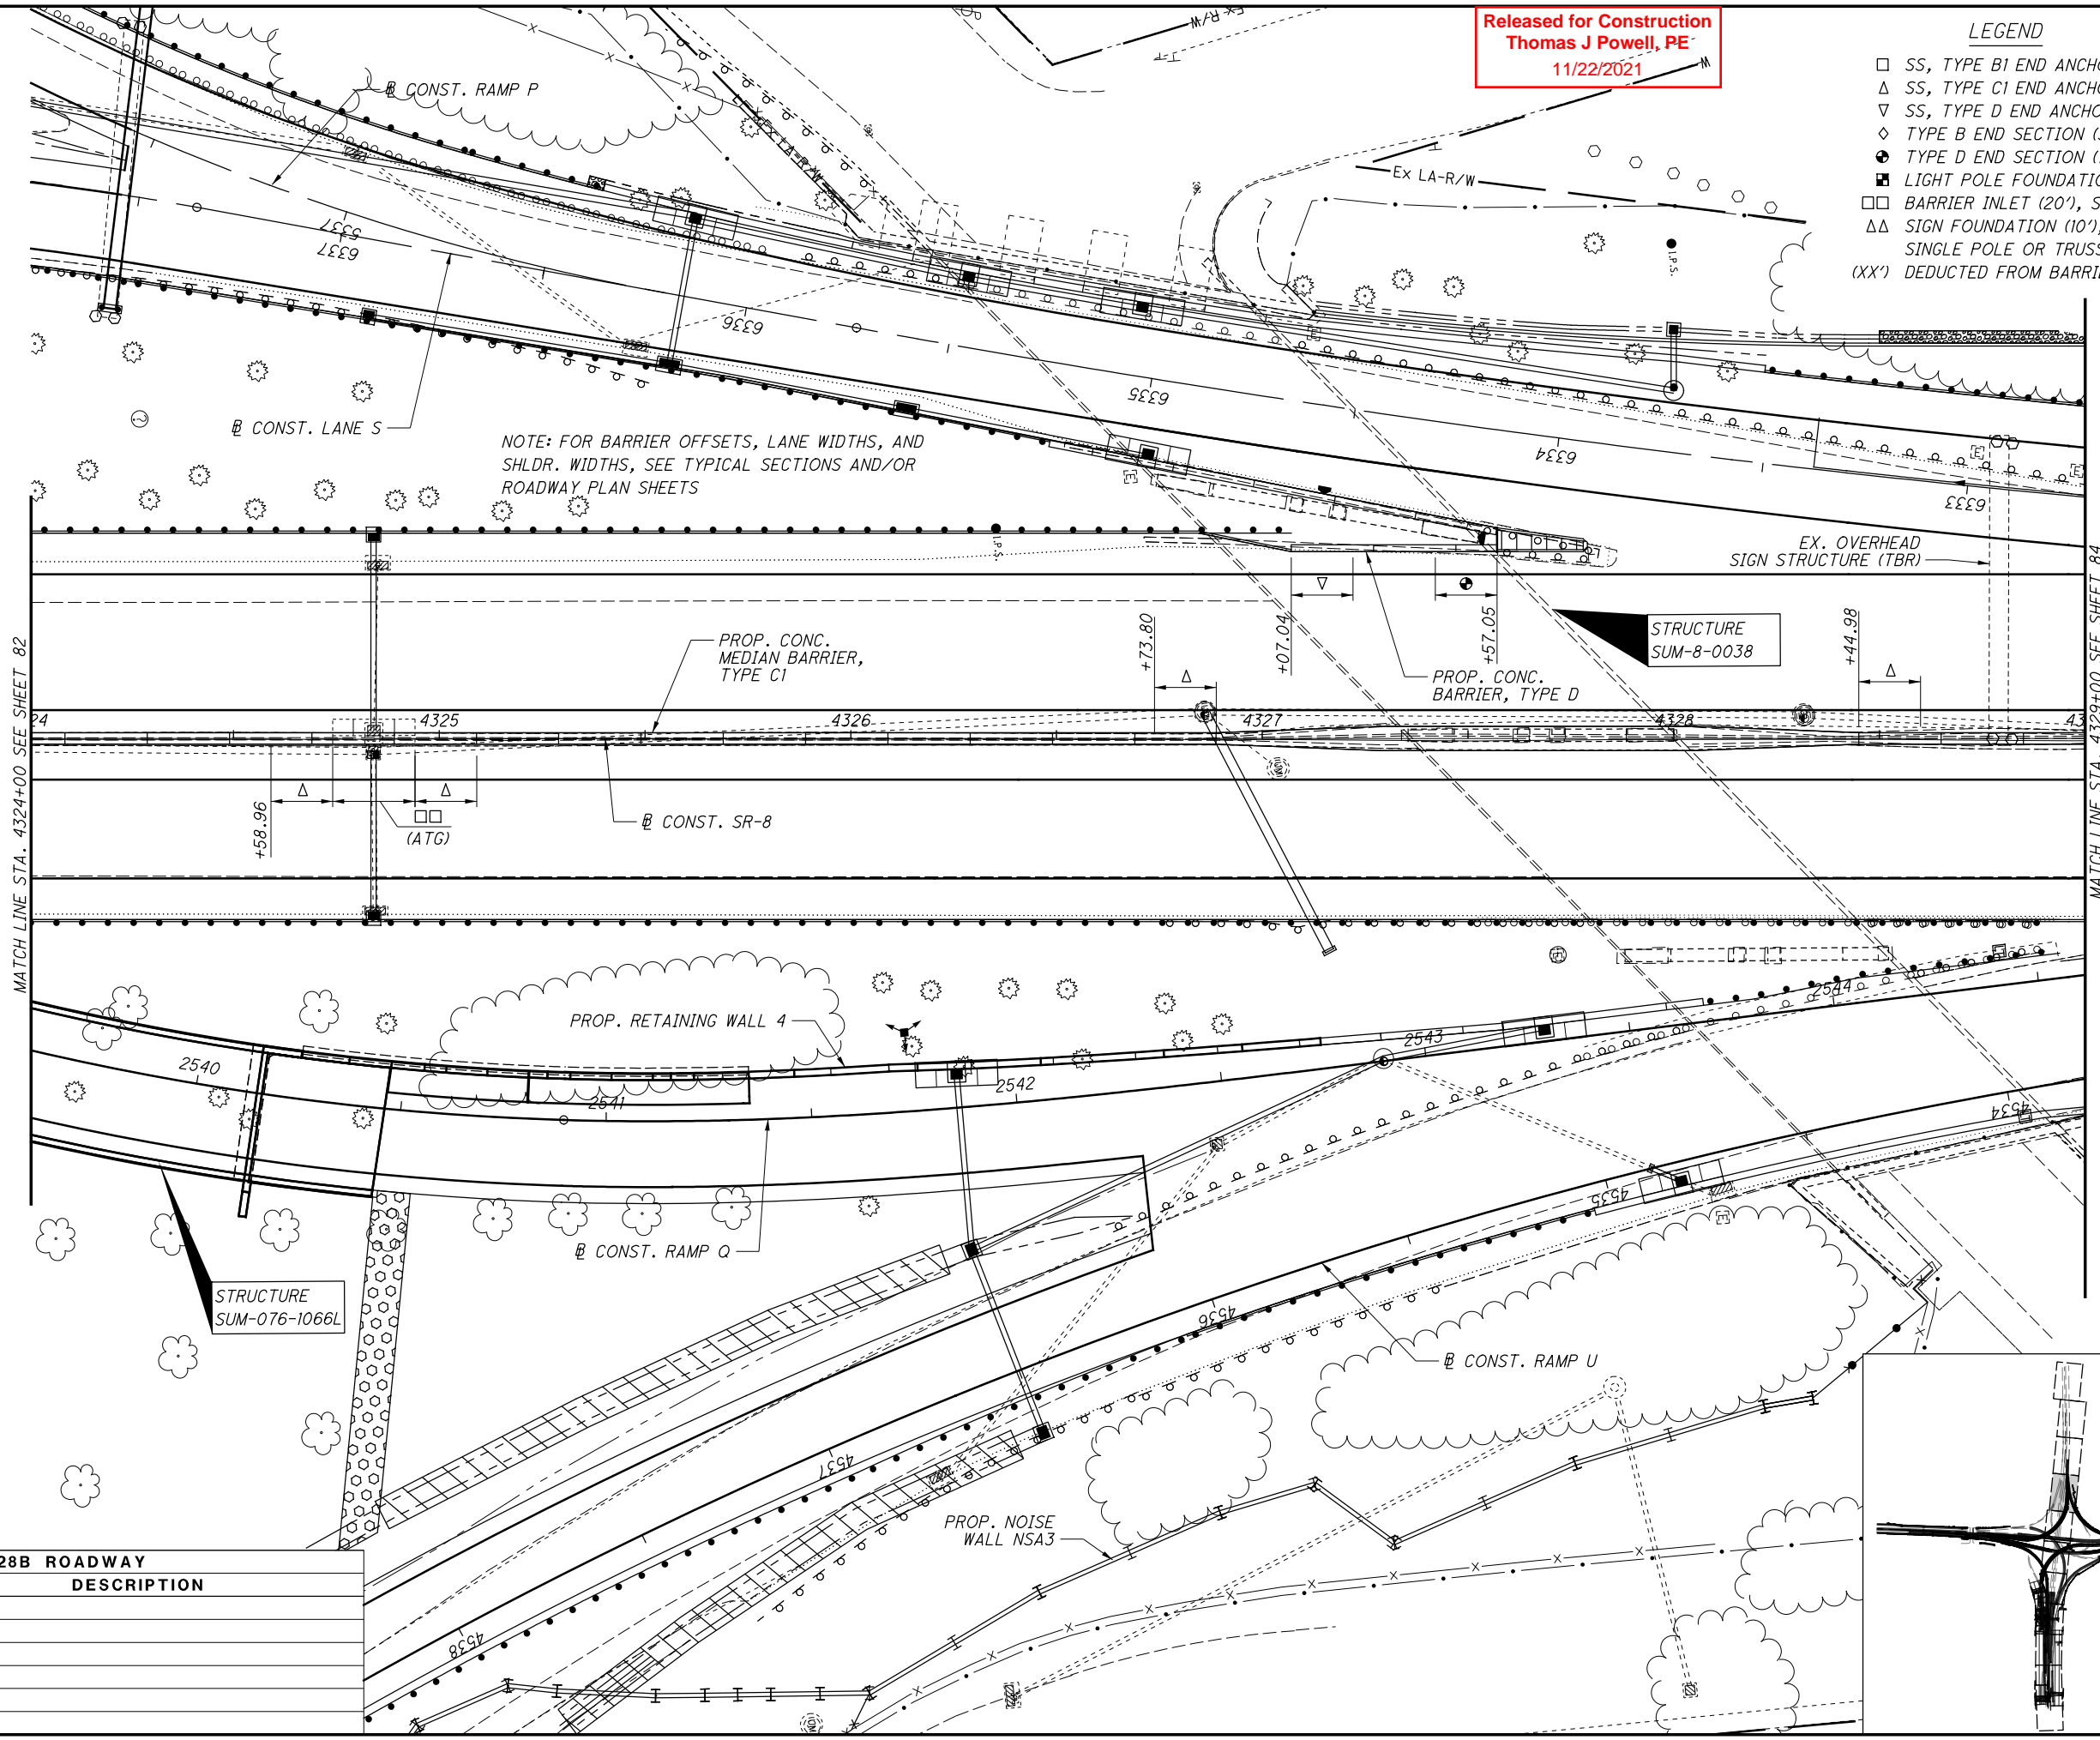 Released for Construction
Thomas J Powell, PE
11/22/2021
LEGEND
□ SS, TYPE B1 END ANCH
△ SS, TYPE C1 END ANCH
▽ SS, TYPE D END ANCH
◇ TYPE B END SECTION (
TYPE D END SECTION (
LIGHT POLE FOUNDATIO
□□ BARRIER INLET (20'), S
△△ SIGN FOUNDATION (10'),
SINGLE POLE OR TRUSS
(XX') DEDUCTED FROM BARRI
Ex R/W
Ex LA-R/W
Ex LA-R/W
I.P.S.
℄ CONST. RAMP P
6337
6337
6336
6335
6334
6333
℄ CONST. LANE S
NOTE: FOR BARRIER OFFSETS, LANE WIDTHS, AND
SHLDR. WIDTHS, SEE TYPICAL SECTIONS AND/OR
ROADWAY PLAN SHEETS
I.P.S.
EX. OVERHEAD
SIGN STRUCTURE (TBR)
STRUCTURE
SUM-8-0038
PROP. CONC.
MEDIAN BARRIER,
TYPE C1
+73.80
+07.04
+57.05
+44.98
PROP. CONC.
BARRIER, TYPE D
MATCH LINE STA. 4324+00 SEE SHEET 82
MATCH LINE STA. 4329+00 SEE SHEET 84
24
4325
4326
4327
4328
43
+58.96
□□
(ATG)
℄ CONST. SR-8
PROP. RETAINING WALL 4
2540
2541
2542
2543
2544
℄ CONST. RAMP Q
STRUCTURE
SUM-076-1066L
4534
4535
4536
4537
4538
℄ CONST. RAMP U
PROP. NOISE
WALL NSA3
28B ROADWAY
DESCRIPTION